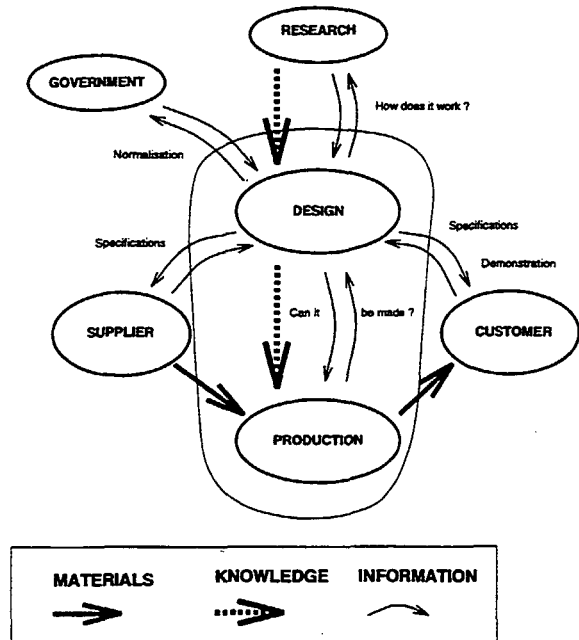 RESEARCH
GOVERNMENT
How does it work ?
Normalisation
DESIGN
Specifications
Specifications
Demonstration
Can it
be made ?
SUPPLIER
CUSTOMER
PRODUCTION
MATERIALS KNOWLEDGE INFORMATION